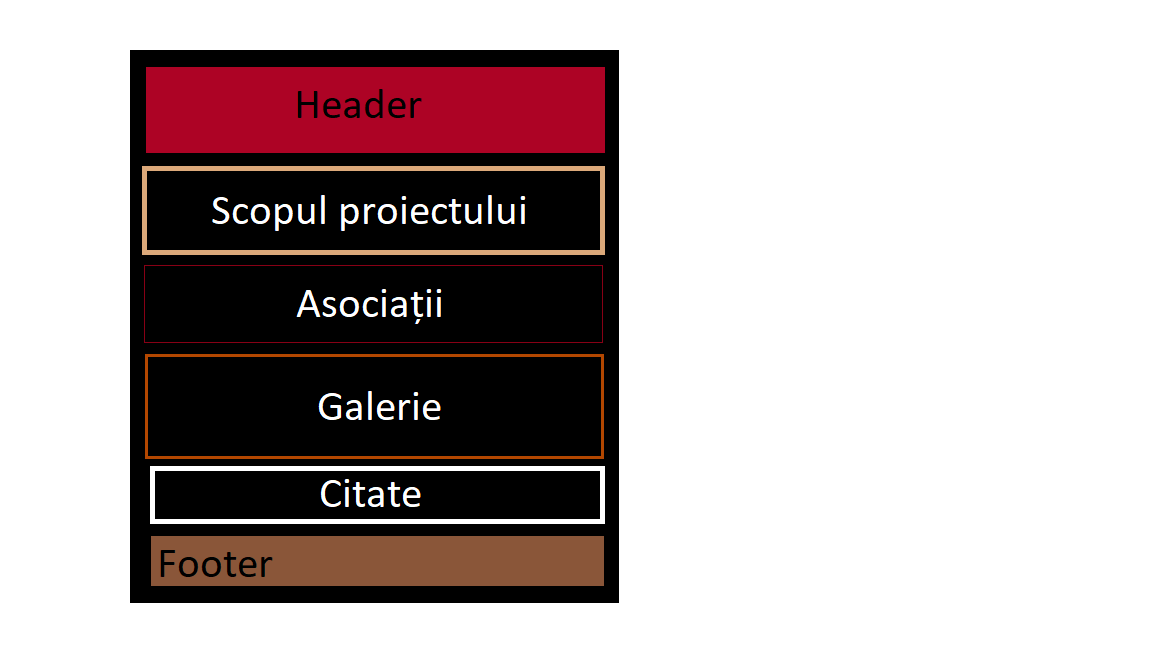 Header
Scopul proiectului
Asociații
Galerie
Citate
Footer